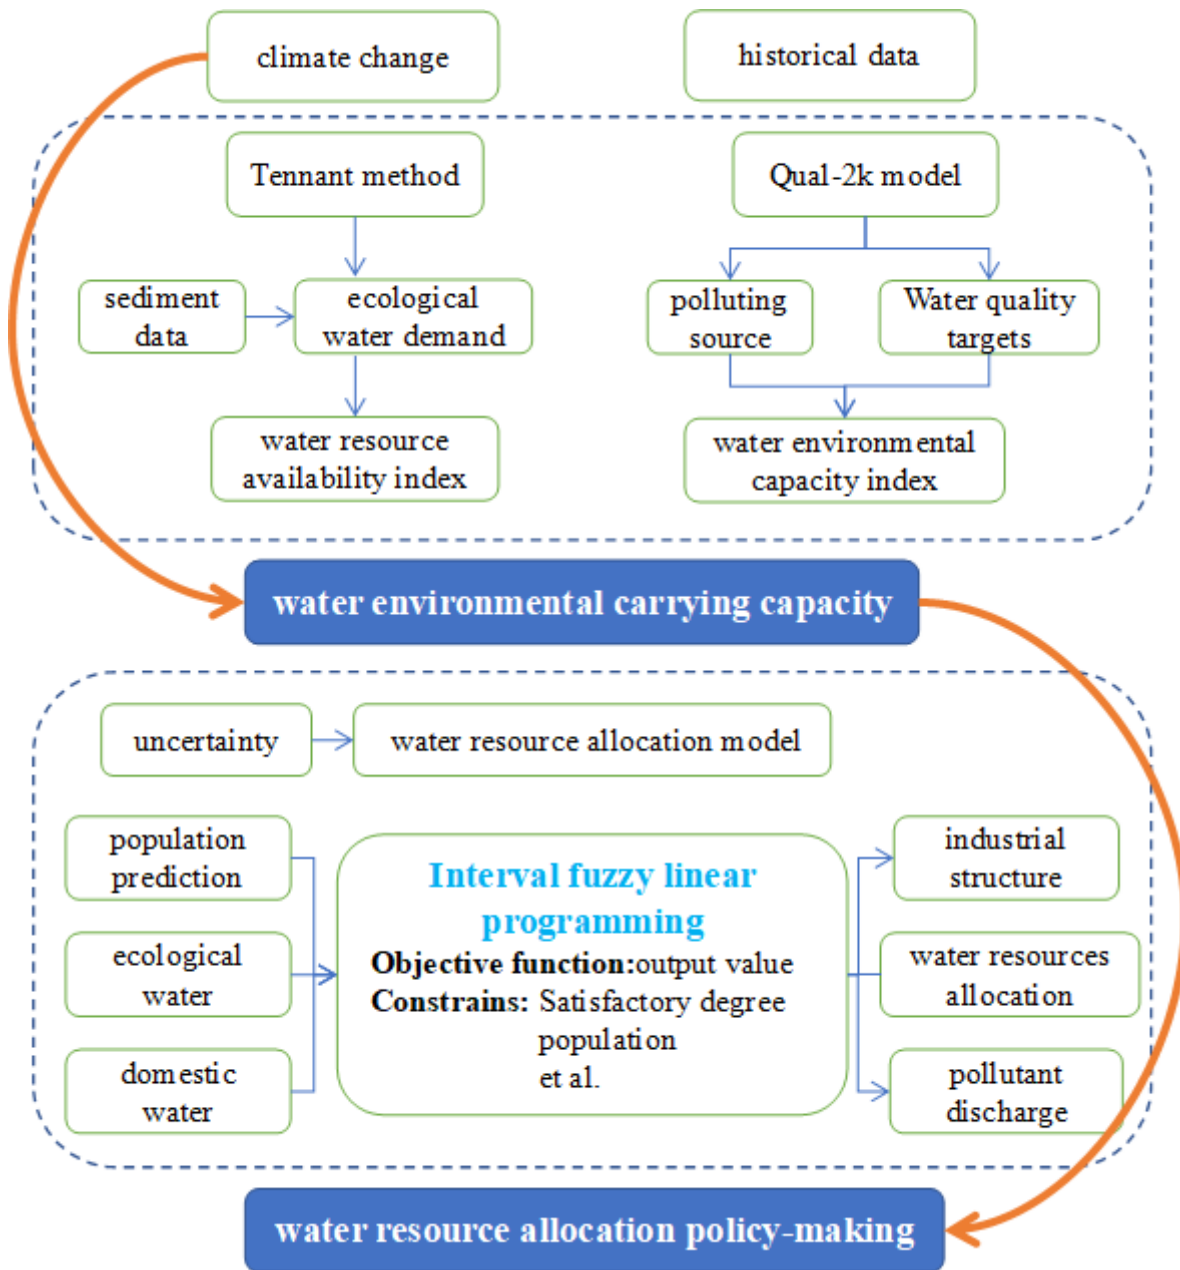 climate change
historical data
Tennant method
Qual-2k model
sediment
data
ecological
water demand
polluting
source
Water quality
targets
water resource
availability index
water environmental
capacity index
water environmental carrying capacity
uncertainty
water resource allocation model
population
prediction
ecological
water
domestic
water
Interval fuzzy linear
programming
Objective function:output value
Constrains: Satisfactory degree
population
et al.
industrial
structure
water resources
allocation
pollutant
discharge
water resource allocation policy-making